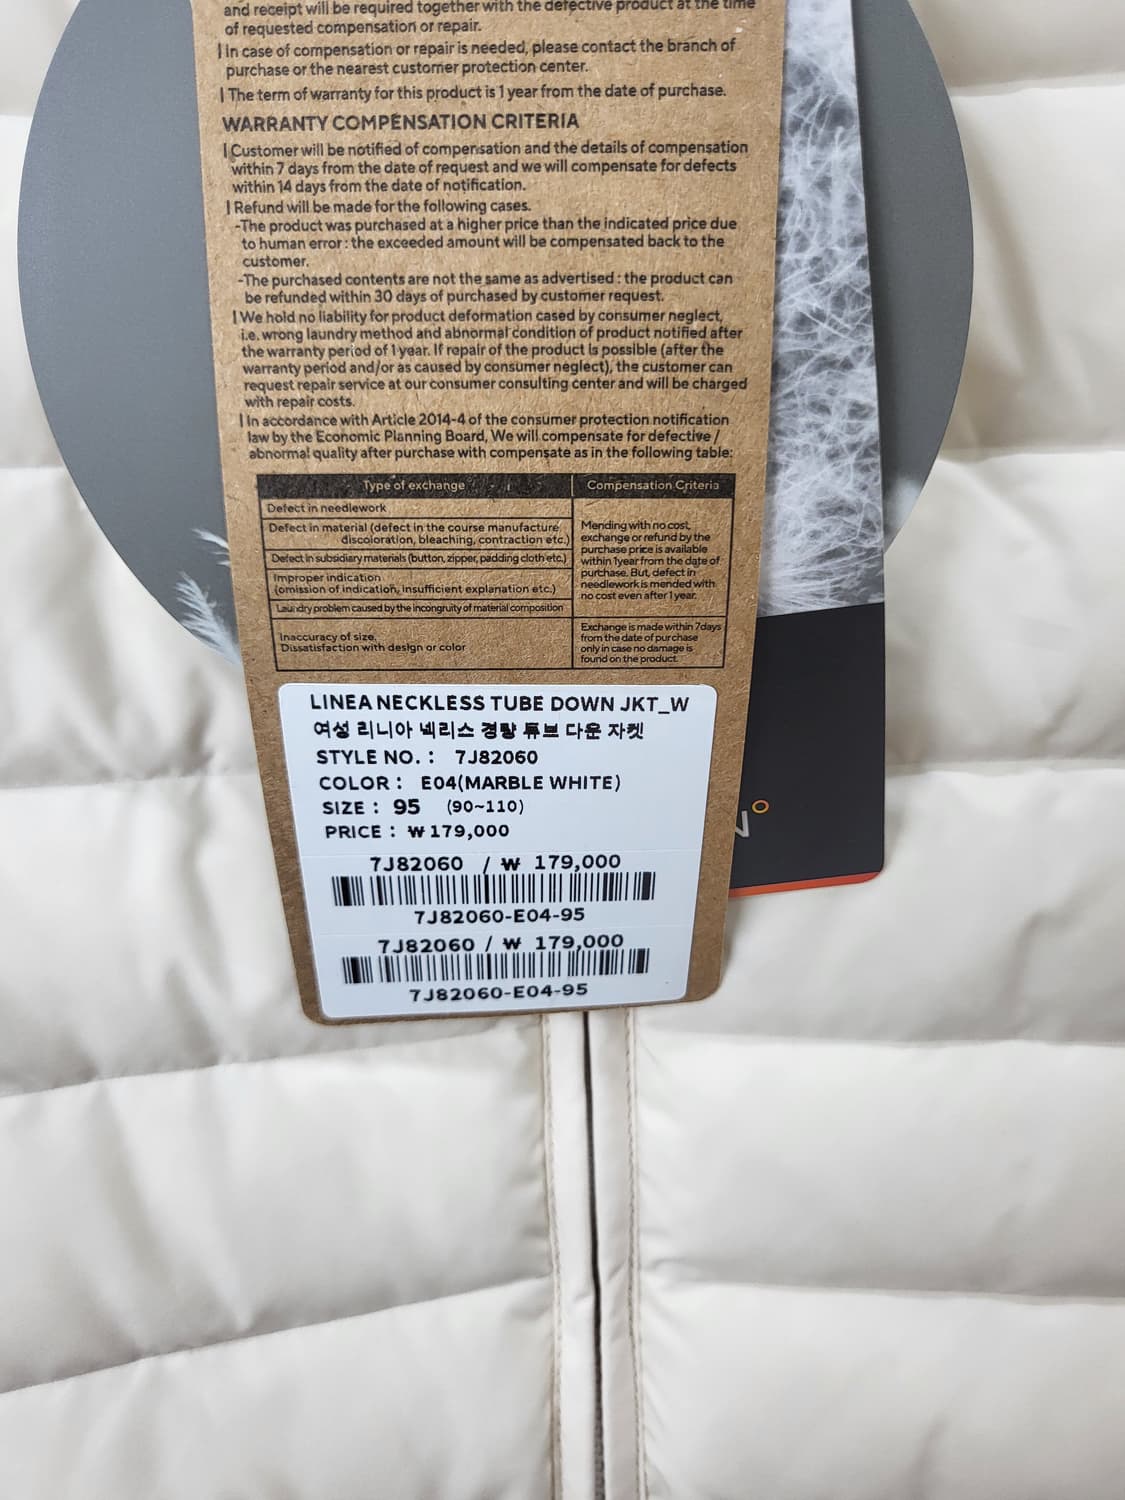 and receipt will be required together with the defective product at the time
of requested compensation or repair.
| In case of compensation or repair is needed, please contact the branch of
purchase or the nearest customer protection center.
| The term of warranty for this product is 1 year from the date of purchase.
WARRANTY COMPENSATION CRITERIA
| Customer will be notified of compensation and the details of compensation
within 7 days from the date of request and we will compensate for defects
within 14 days from the date of notification.
| Refund will be made for the following cases.
-The product was purchased at a higher price than the indicated price due
to human error : the exceeded amount will be compensated back to the
customer.
-The purchased contents are not the same as advertised : the product can
be refunded within 30 days of purchased by customer request.
| We hold no liability for product deformation cased by consumer neglect,
i.e. wrong laundry method and abnormal condition of product notified after
the warranty period of 1 year. If repair of the product is possible (after the
warranty period and/or as caused by consumer neglect), the customer can
request repair service at our consumer consulting center and will be charged
with repair costs.
| In accordance with Article 2014-4 of the consumer protection notification
law by the Economic Planning Board, We will compensate for defective /
abnormal quality after purchase with compensate as in the following table:
Type of exchange
Compensation Criteria
Defect in needlework
Defect in material (defect in the course manufacture
discoloration, bleaching, contraction etc.)
Defect in subsidiary materials (button, zipper, padding cloth etc.)
Improper indication
(omission of indication, insufficient explanation etc.)
Laundry problem caused by the incongruity of material composition
Mending with no cost,
exchange or refund by the
purchase price is available
within 1year from the date of
purchase. But, defect in
needlework is mended with
no cost even after 1 year.
Inaccuracy of size,
Dissatisfaction with design or color
Exchange is made within 7days
from the date of purchase
only in case no damage is
found on the product.
LINEA NECKLESS TUBE DOWN JKT_W
여성 리니아 넥리스 경량 튜브 다운 자켓
STYLE NO. : 7J82060
COLOR : E04(MARBLE WHITE)
SIZE : 95 (90~110)
PRICE : ₩179,000
7J82060 / ₩ 179,000
7J82060-E04-95
7J82060 / ₩ 179,000
7J82060-E04-95